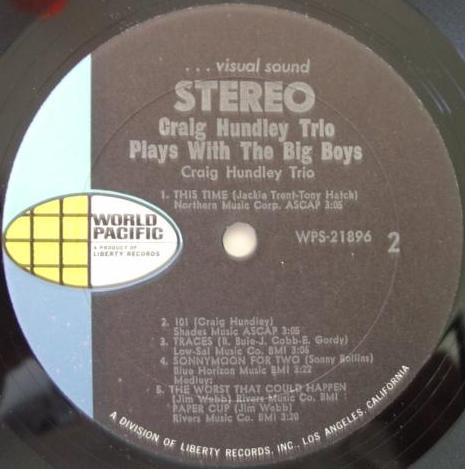 ... visual sound
STEREO
Craig Hundley Trio
Plays With The Big Boys
Craig Hundley Trio
1. THIS TIME (Jackie Trent-Tony Hatch)
Northern Music Corp. ASCAP 3:05
WPS-21896 2
WORLD
PACIFIC
A PRODUCT OF
LIBERTY RECORDS
2. 101 (Craig Hundley)
Shades Music ASCAP 3:05
3. TRACES (B. Buie-J. Cobb-E. Gordy)
Low-Sal Music Co. BMI 3:06
4. SONNYMOON FOR TWO (Sonny Rollins)
Blue Horizon Music BMI 3:22
Medley:
5. THE WORST THAT COULD HAPPEN
(Jim Webb) Rivers Music Co. BMI
PAPER CUP (Jim Webb)
Rivers Music Co. BMI 3:20
A DIVISION OF LIBERTY RECORDS, INC., LOS ANGELES, CALIFORNIA